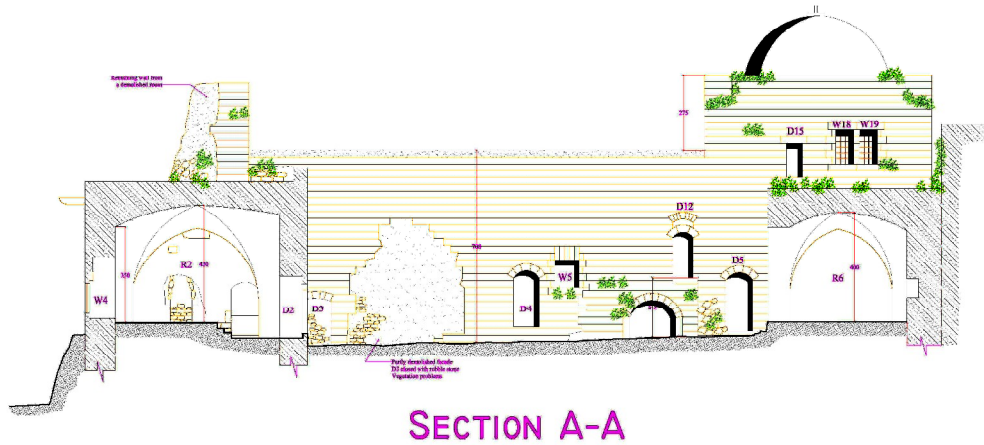 Remaining wall from
a demolished room
275
D15
W18
W19
D12
700
R2
430
350
W4
D2
D3
D4
W5
D5
R6
400
Partly demolished facade
D3 closed with rubble stone
Vegetation problems
SECTION A-A